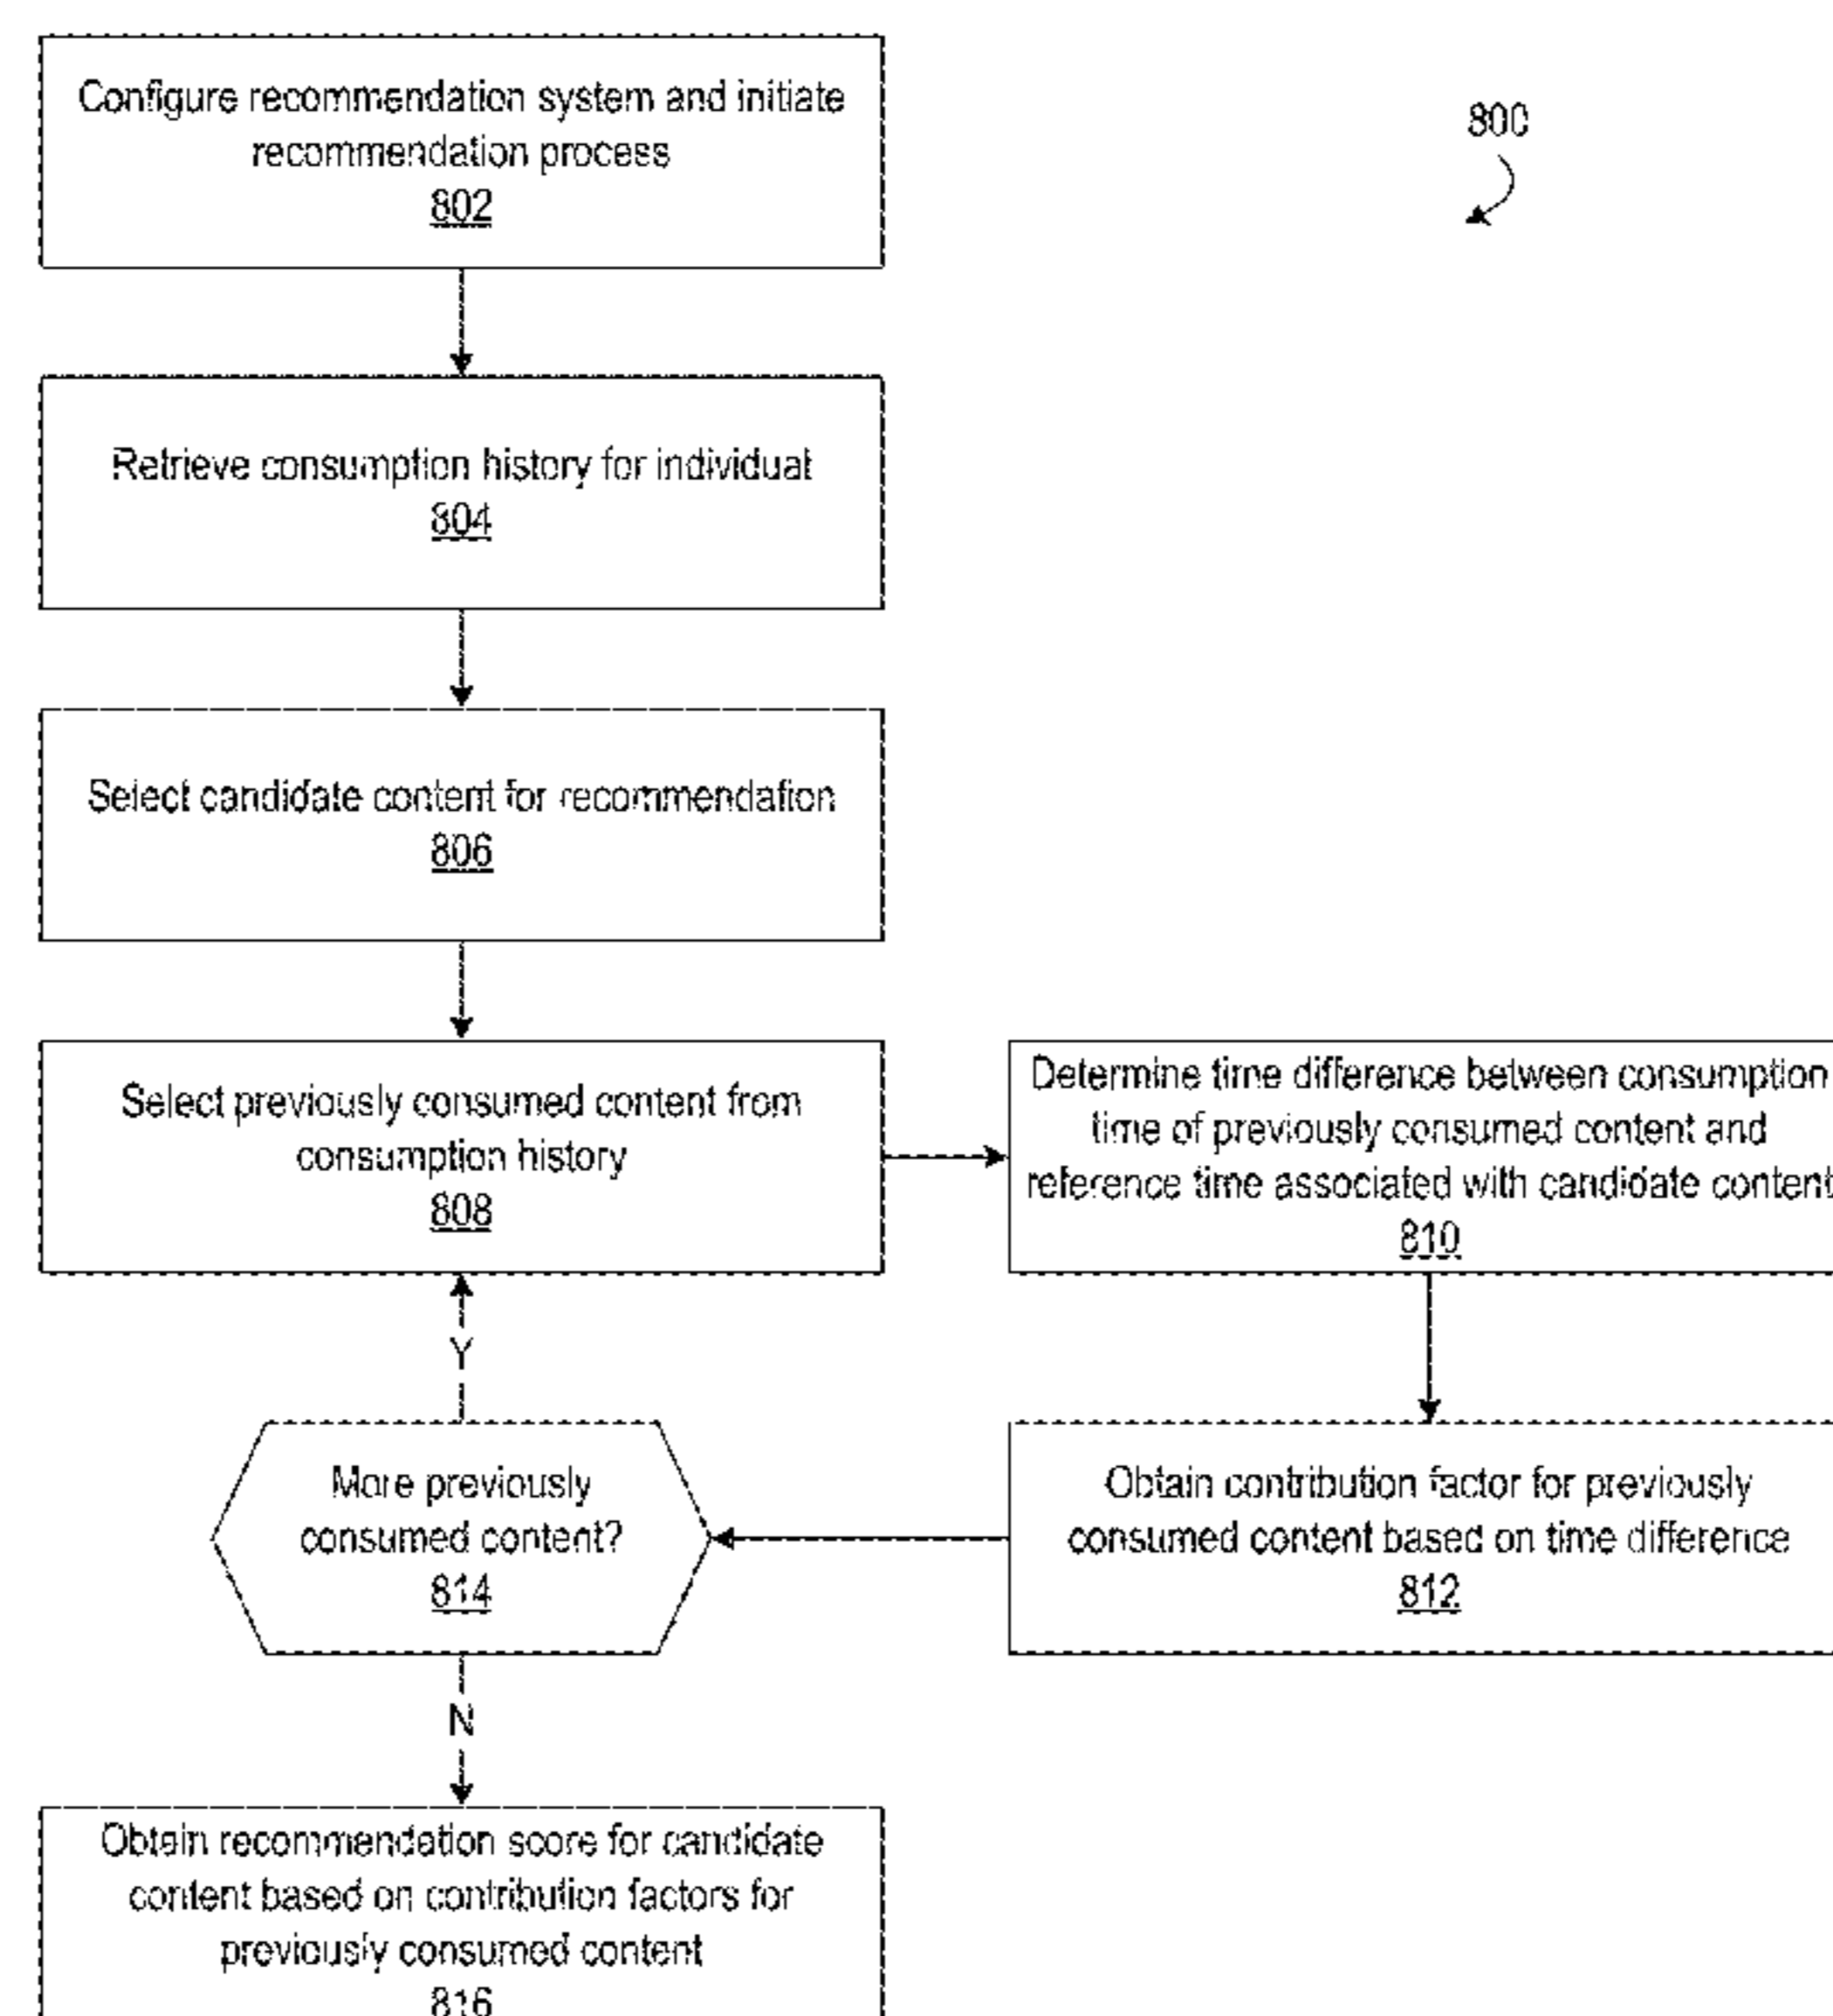 Configure recommendation system and initiate
recommendation process
802
800
Retrieve consumption history for individual
804
Select candidate content for recommendation
806
Select previously consumed content from
consumption history
808
Determine time difference between consumption
time of previously consumed content and
reference time associated with candidate content
810
Y
More previously
consumed content?
814
Obtain contribution factor for previously
consumed content based on time difference
812
N
Obtain recommendation score for candidate
content based on contribution factors for
previously consumed content
816